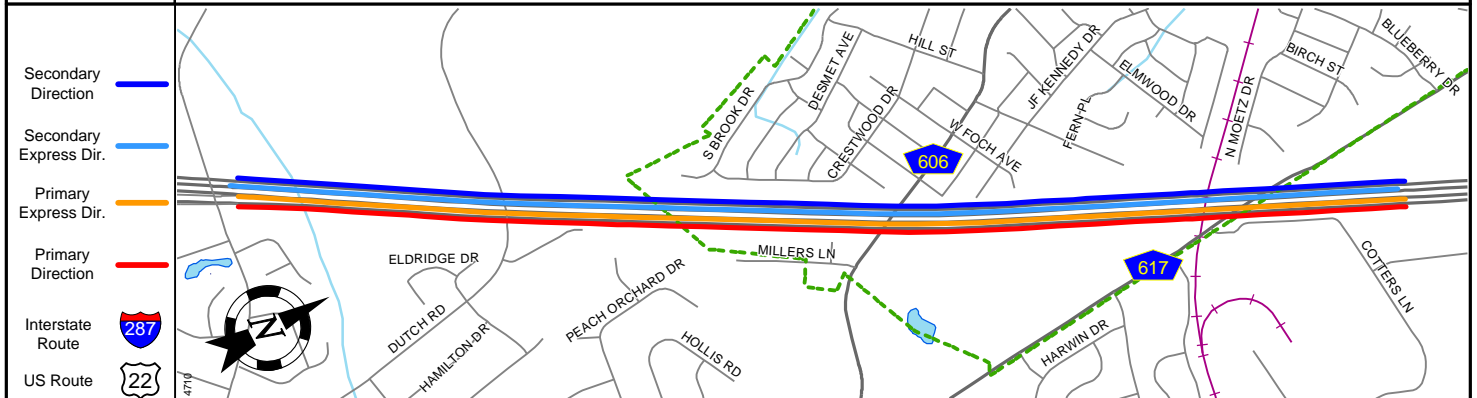 Secondary
Direction
Secondary
Express Dir.
Primary
Express Dir.
Primary
Direction
Interstate
Route
287
US Route
22
4710
N
S BROOK DR
DESMET AVE
HILL ST
CRESTWOOD DR
W FOCH AVE
JF KENNEDY DR
FERN PL
ELMWOOD DR
N MOETZ DR
BIRCH ST
BLUEBERRY DR
606
617
MILLERS LN
ELDRIDGE DR
DUTCH RD
HAMILTON DR
PEACH ORCHARD DR
HOLLIS RD
HARWIN DR
COTTERS LN